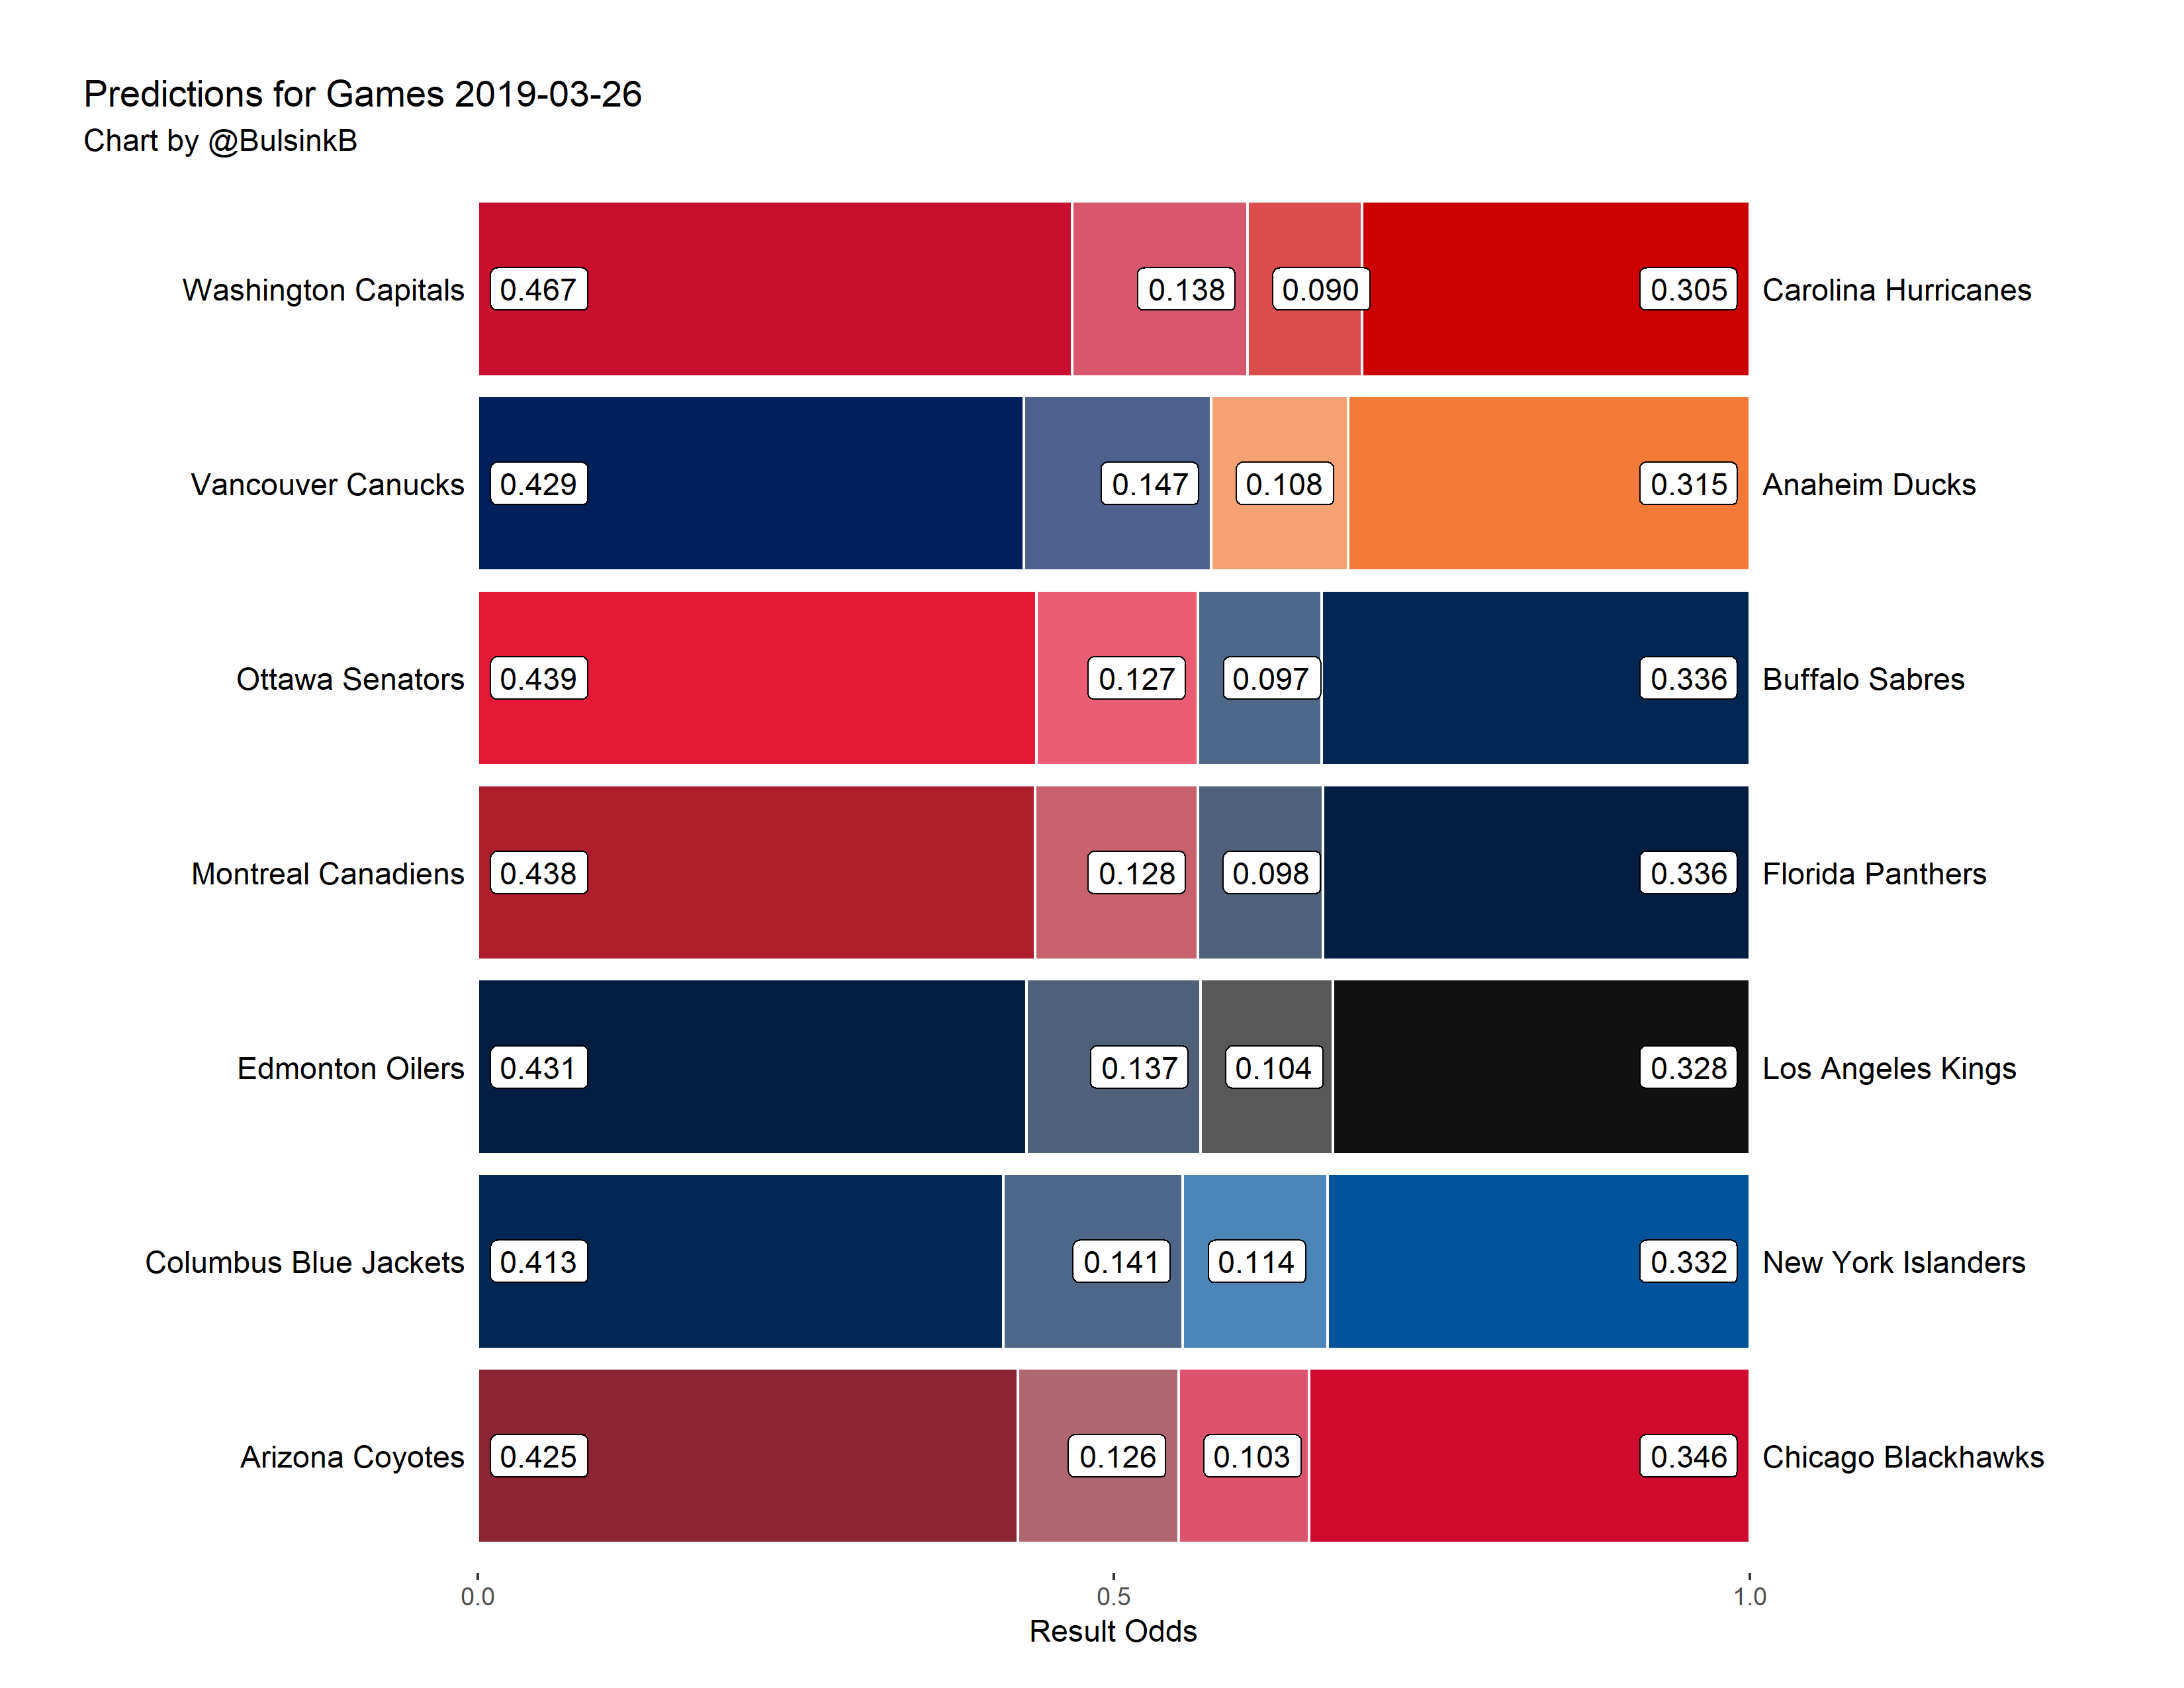 Predictions for Games 2019-03-26
Chart by @BulsinkB
Washington Capitals 0.467 0.138 0.090 0.305 Carolina Hurricanes
Vancouver Canucks 0.429 0.147 0.108 0.315 Anaheim Ducks
Ottawa Senators 0.439 0.127 0.097 0.336 Buffalo Sabres
Montreal Canadiens 0.438 0.128 0.098 0.336 Florida Panthers
Edmonton Oilers 0.431 0.137 0.104 0.328 Los Angeles Kings
Columbus Blue Jackets 0.413 0.141 0.114 0.332 New York Islanders
Arizona Coyotes 0.425 0.126 0.103 0.346 Chicago Blackhawks
0.0 0.5 1.0
Result Odds